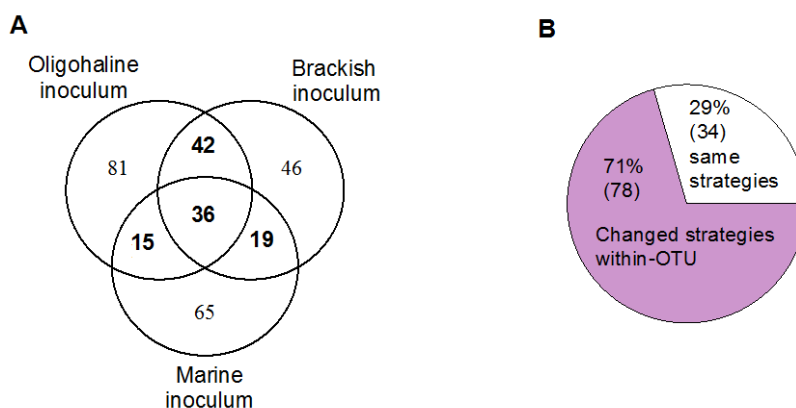 A
Oligohaline
inoculum
Brackish
inoculum
42
81
46
36
15
19
65
Marine
inoculum
B
29%
(34)
same
strategies
71%
(78)
Changed strategies
within-OTU